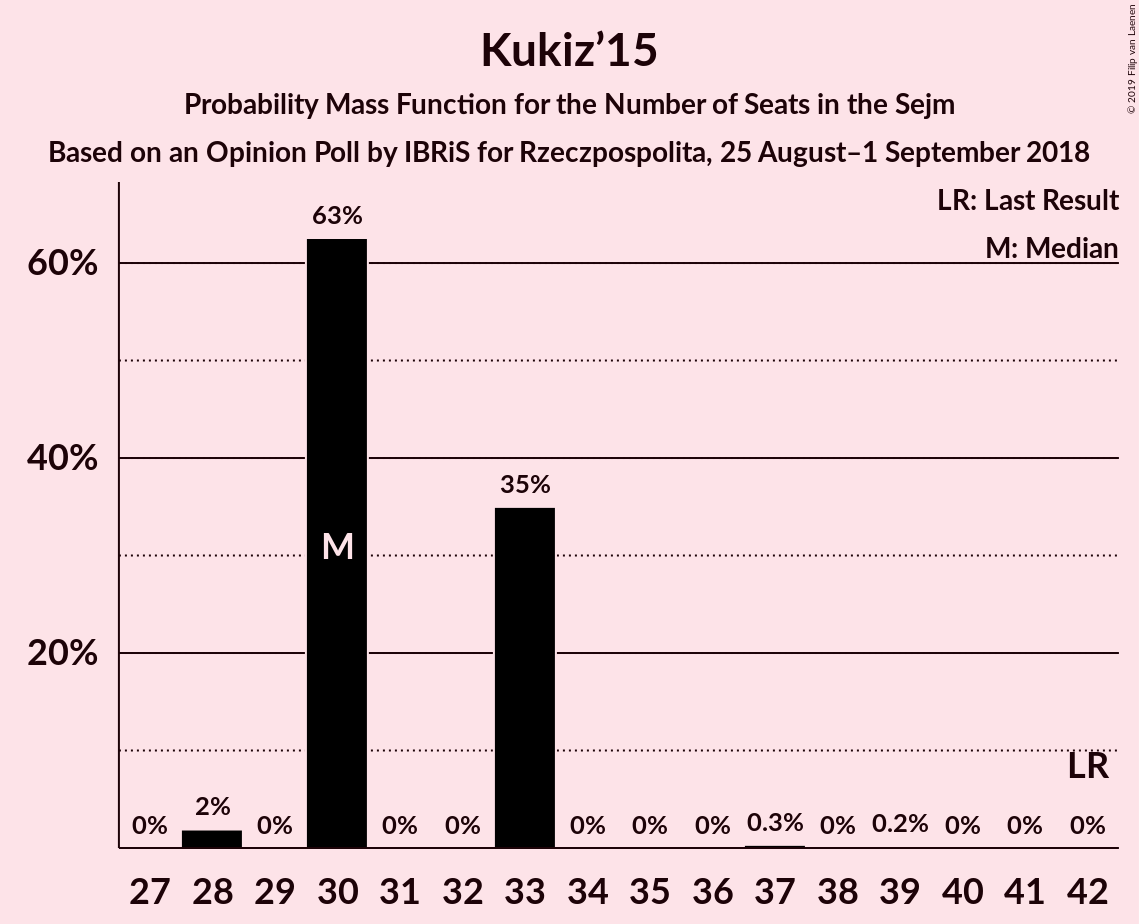 Kukiz’15
Probability Mass Function for the Number of Seats in the Sejm
Based on an Opinion Poll by IBRiS for Rzeczpospolita, 25 August–1 September 2018
© 2019 Filip van Laenen
LR: Last Result
M: Median
60%
40%
20%
63%
M
35%
LR
0%
2%
0%
0%
0%
0%
0%
0%
0.3%
0%
0.2%
0%
0%
0%
27 28 29 30 31 32 33 34 35 36 37 38 39 40 41 42